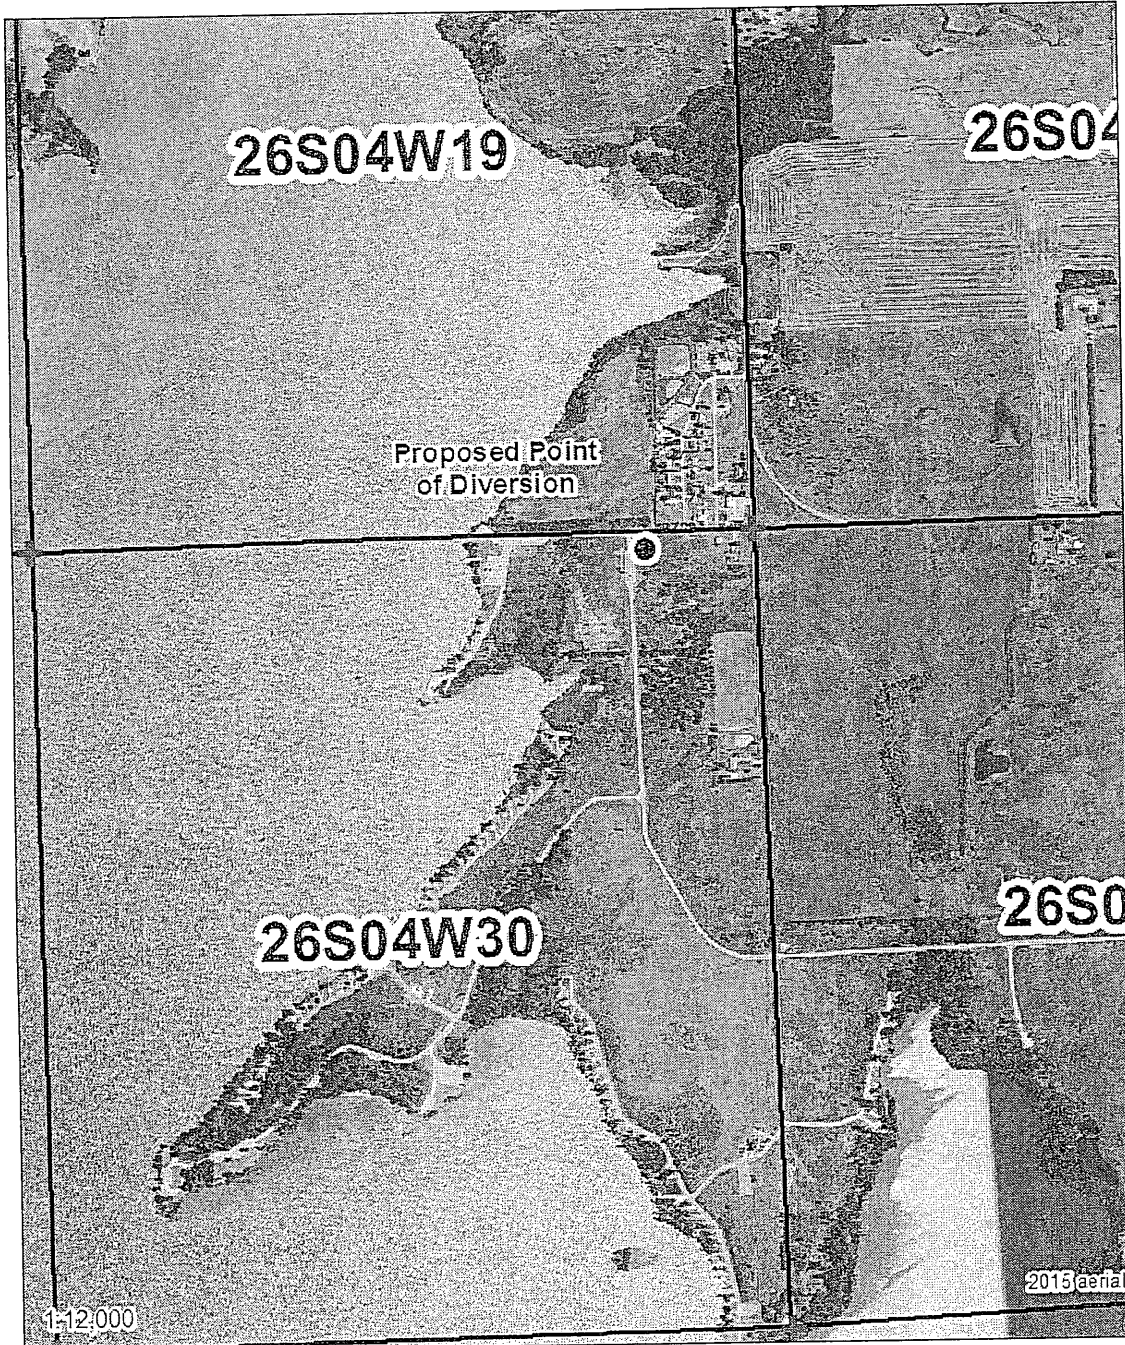 26S04W19
26S04
Proposed Point
of Diversion
26S04W30
26S0
2015 aerial
1:12,000